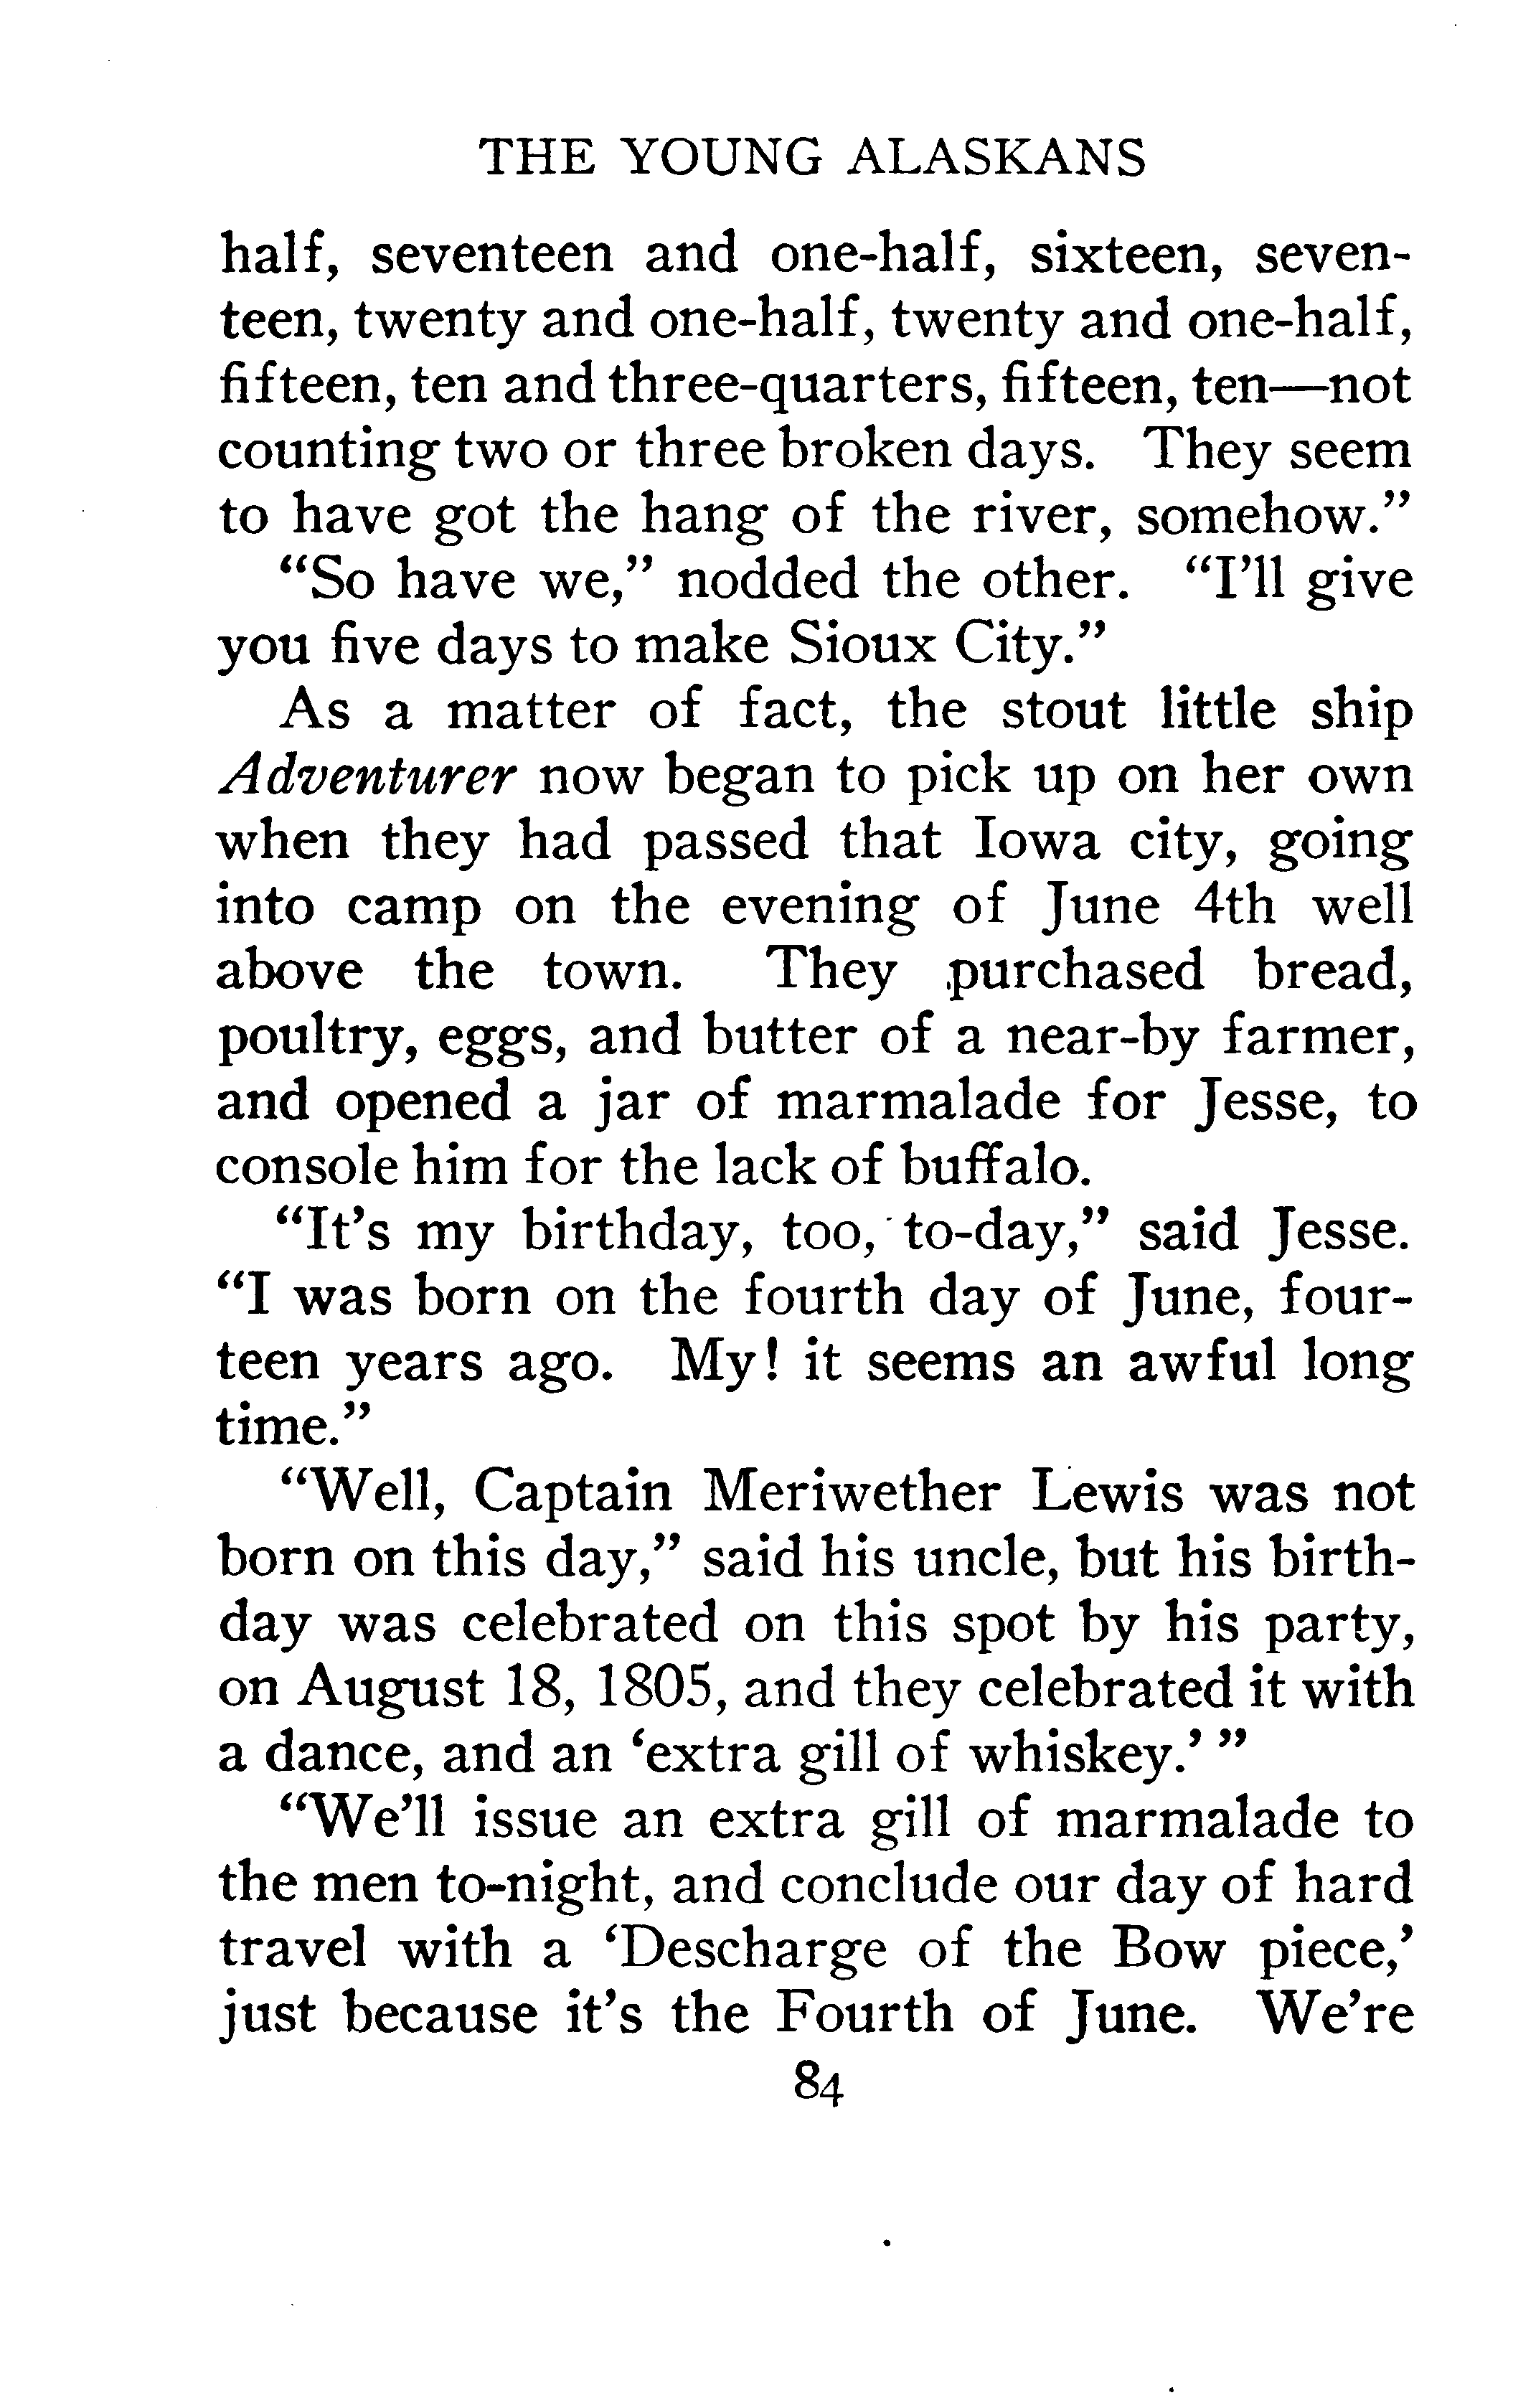 THE YOUNG ALASKANS
half, seventeen and one-half, sixteen, seven-
teen, twenty and one-half, twenty and one-half,
fifteen, ten and three-quarters, fifteen, ten—not
counting two or three broken days. They seem
to have got the hang of the river, somehow.”
“So have we,” nodded the other. “I’ll give
you five days to make Sioux City.”
As a matter of fact, the stout little ship
Adventurer now began to pick up on her own
when they had passed that Iowa city, going
into camp on the evening of June 4th well
above the town. They purchased bread,
poultry, eggs, and butter of a near-by farmer,
and opened a jar of marmalade for Jesse, to
console him for the lack of buffalo.
“It’s my birthday, too, to-day,” said Jesse.
“I was born on the fourth day of June, four-
teen years ago. My! it seems an awful long
time.”
“Well, Captain Meriwether Lewis was not
born on this day,” said his uncle, but his birth-
day was celebrated on this spot by his party,
on August 18, 1805, and they celebrated it with
a dance, and an ‘extra gill of whiskey.’ ”
“We’ll issue an extra gill of marmalade to
the men to-night, and conclude our day of hard
travel with a ‘Descharge of the Bow piece,’
just because it’s the Fourth of June. We’re
84